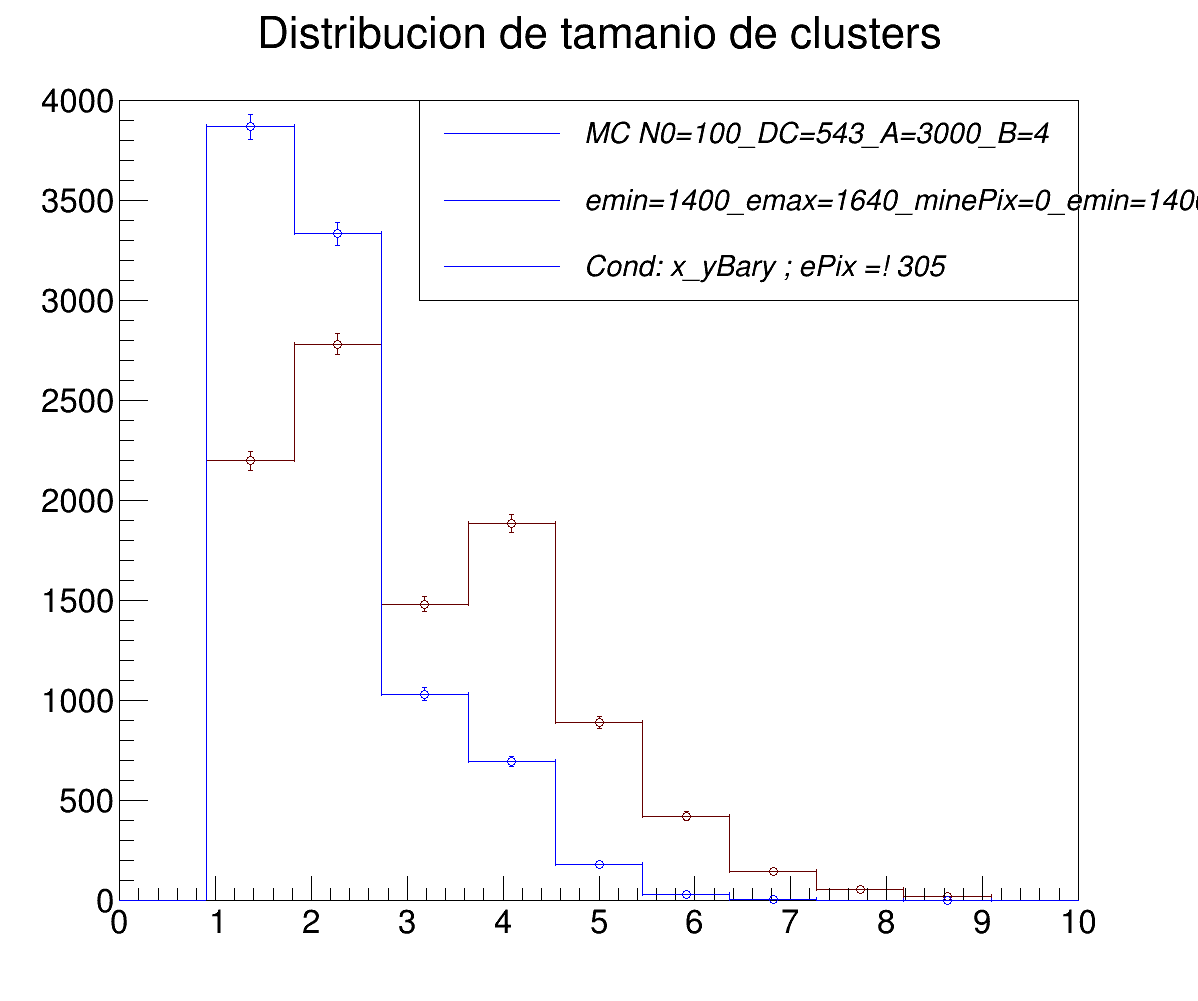 Distribucion de tamanio de clusters
4000
3500
3000
2500
2000
1500
1000
500
0
MC N0=100_DC=543_A=3000_B=4
emin=1400_emax=1640_minePix=0_emin=140
Cond: x_yBary ; ePix =! 305
0 1 2 3 4 5 6 7 8 9 10